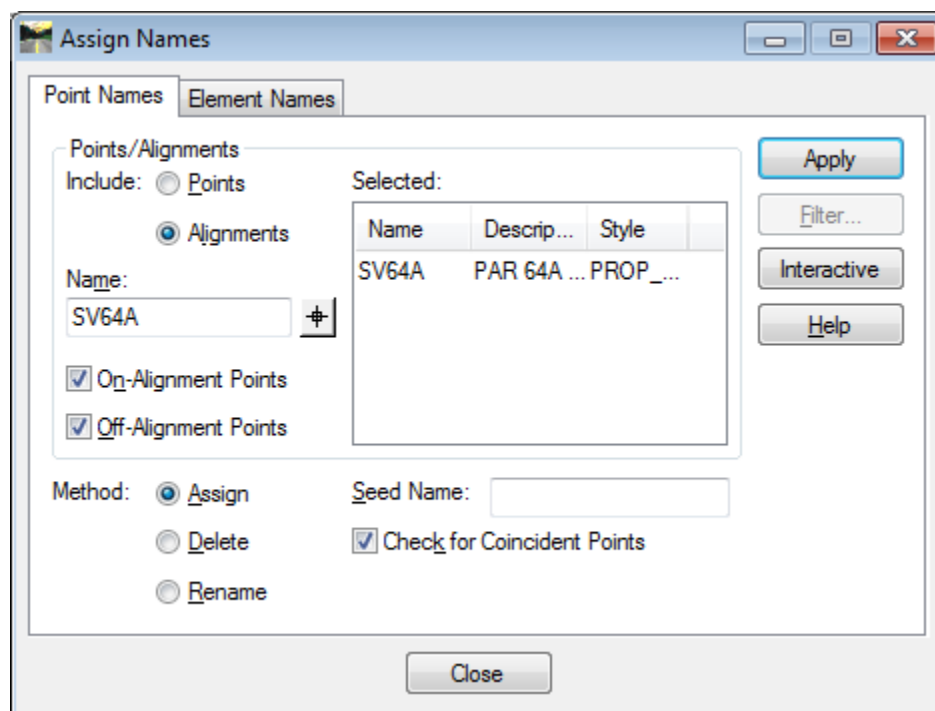 Assign Names
Point Names Element Names
Points/Alignments
Include: Points
Alignments
Name:
SV64A
On-Alignment Points
Off-Alignment Points
Selected:
Name Descrip... Style
SV64A PAR 64A ... PROP_...
Apply
Filter...
Interactive
Help
Method: Assign
Delete
Rename
Seed Name:
Check for Coincident Points
Close